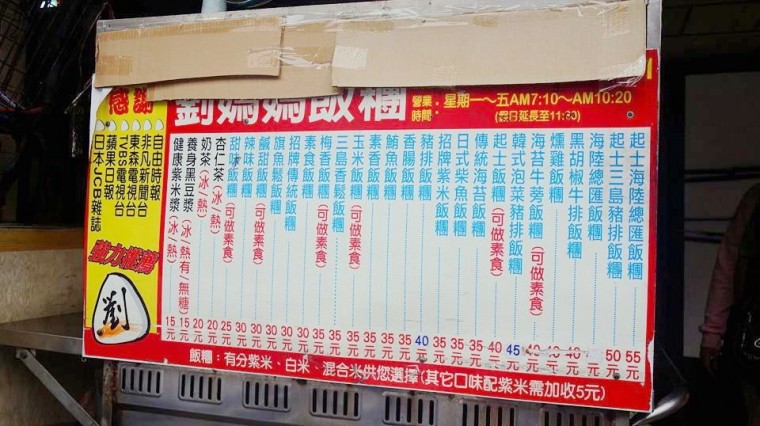 感謝
劉媽媽飯糰
營業時間：星期一～五AM7:10～AM10:20
(假日延長至11:30)
起士海陸總匯飯糰 55元
起士三島豬排飯糰 50元
海陸總匯飯糰
黑胡椒牛排飯糰
燻雞飯糰
海苔牛蒡飯糰(可做素食)
韓式泡菜豬排飯糰 45元
起士飯糰(可做素食) 40元
傳統海苔飯糰 35元
日式柴魚飯糰 35元
招牌紫米飯糰 35元
豬排飯糰 40元
香腸飯糰 35元
鮪魚飯糰 35元
素香飯糰 35元
玉米飯糰(可做素食) 35元
三島香鬆飯糰 35元
梅香飯糰(可做素食) 35元
素食飯糰 30元
招牌傳統飯糰 30元
旗魚鬆飯糰 30元
鹹甜飯糰(可做素食) 30元
辣味飯糰 30元
甜味飯糰(可做素食) 25元
杏仁茶(冰/熱) 20元
奶茶(冰/熱) 20元
養身黑豆漿(冰/熱有/無糖) 15元
健康紫米漿(冰/熱) 15元
自由時報
非凡新聞台
東森電視台
TVBS電視台
蘋果日報
日本JCB雜誌
強力推薦
劉
飯糰：有分紫米、白米、混合米供您選擇(其它口味配紫米需加收5元)